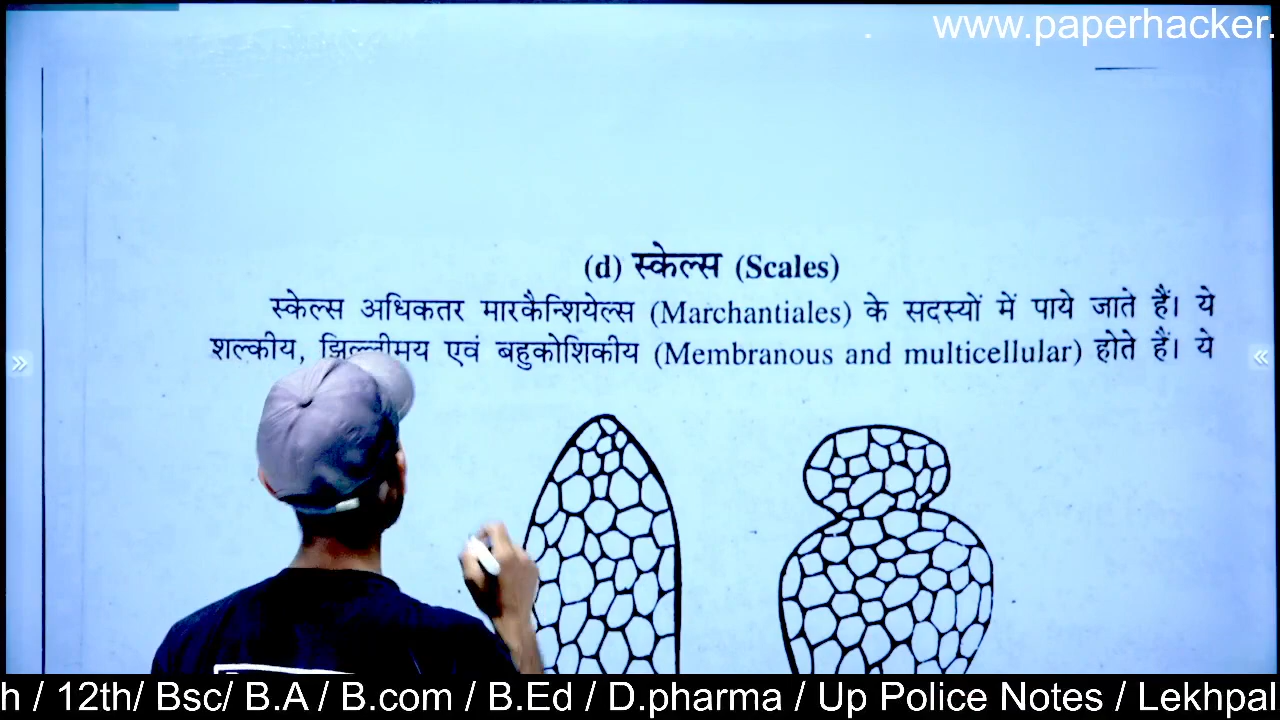 www.paperhacker.
(d) स्केल्स (Scales)
स्केल्स अधिकतर मारकैन्शियेल्स (Marchantiales) के सदस्यों में पाये जाते हैं। ये
शल्कीय, झिल्लीमय एवं बहुकोशिकीय (Membranous and multicellular) होते हैं। ये
h / 12th/ Bsc/ B.A / B.com / B.Ed / D.pharma / Up Police Notes / Lekhpal